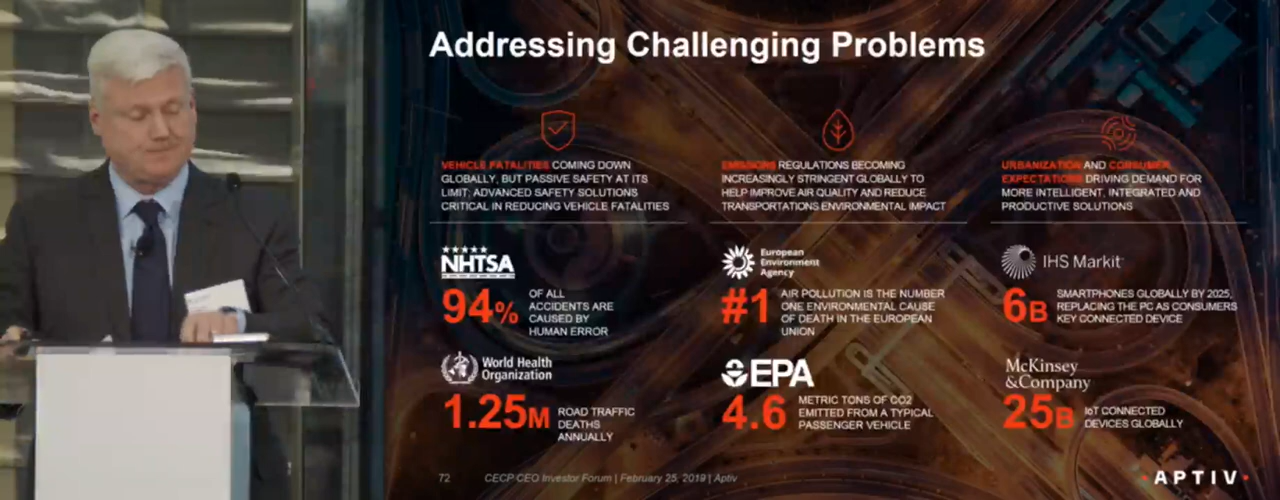 Addressing Challenging Problems
VEHICLE FATALITIES COMING DOWN
GLOBALLY, BUT PASSIVE SAFETY AT ITS
LIMIT; ADVANCED SAFETY SOLUTIONS
CRITICAL IN REDUCING VEHICLE FATALITIES
EMISSIONS REGULATIONS BECOMING
INCREASINGLY STRINGENT GLOBALLY TO
HELP IMPROVE AIR QUALITY AND REDUCE
TRANSPORTATIONS ENVIRONMENTAL IMPACT
URBANIZATION AND CONSUMER
EXPECTATIONS DRIVING DEMAND FOR
MORE INTELLIGENT, INTEGRATED AND
PRODUCTIVE SOLUTIONS
NHTSA
94%
OF ALL
ACCIDENTS ARE
CAUSED BY
HUMAN ERROR
European
Environment
Agency
#1
AIR POLLUTION IS THE NUMBER
ONE ENVIRONMENTAL CAUSE
OF DEATH IN THE EUROPEAN
UNION
IHS Markit
6B
SMARTPHONES GLOBALLY BY 2025,
REPLACING THE PC AS CONSUMERS
KEY CONNECTED DEVICE
World Health
Organization
1.25M
ROAD TRAFFIC
DEATHS
ANNUALLY
EPA
4.6
METRIC TONS OF CO2
EMITTED FROM A TYPICAL
PASSENGER VEHICLE
McKinsey
&Company
25B
IoT CONNECTED
DEVICES GLOBALLY
72
CECP CEO Investor Forum | February 25, 2019 | Aptiv
• APTIV •